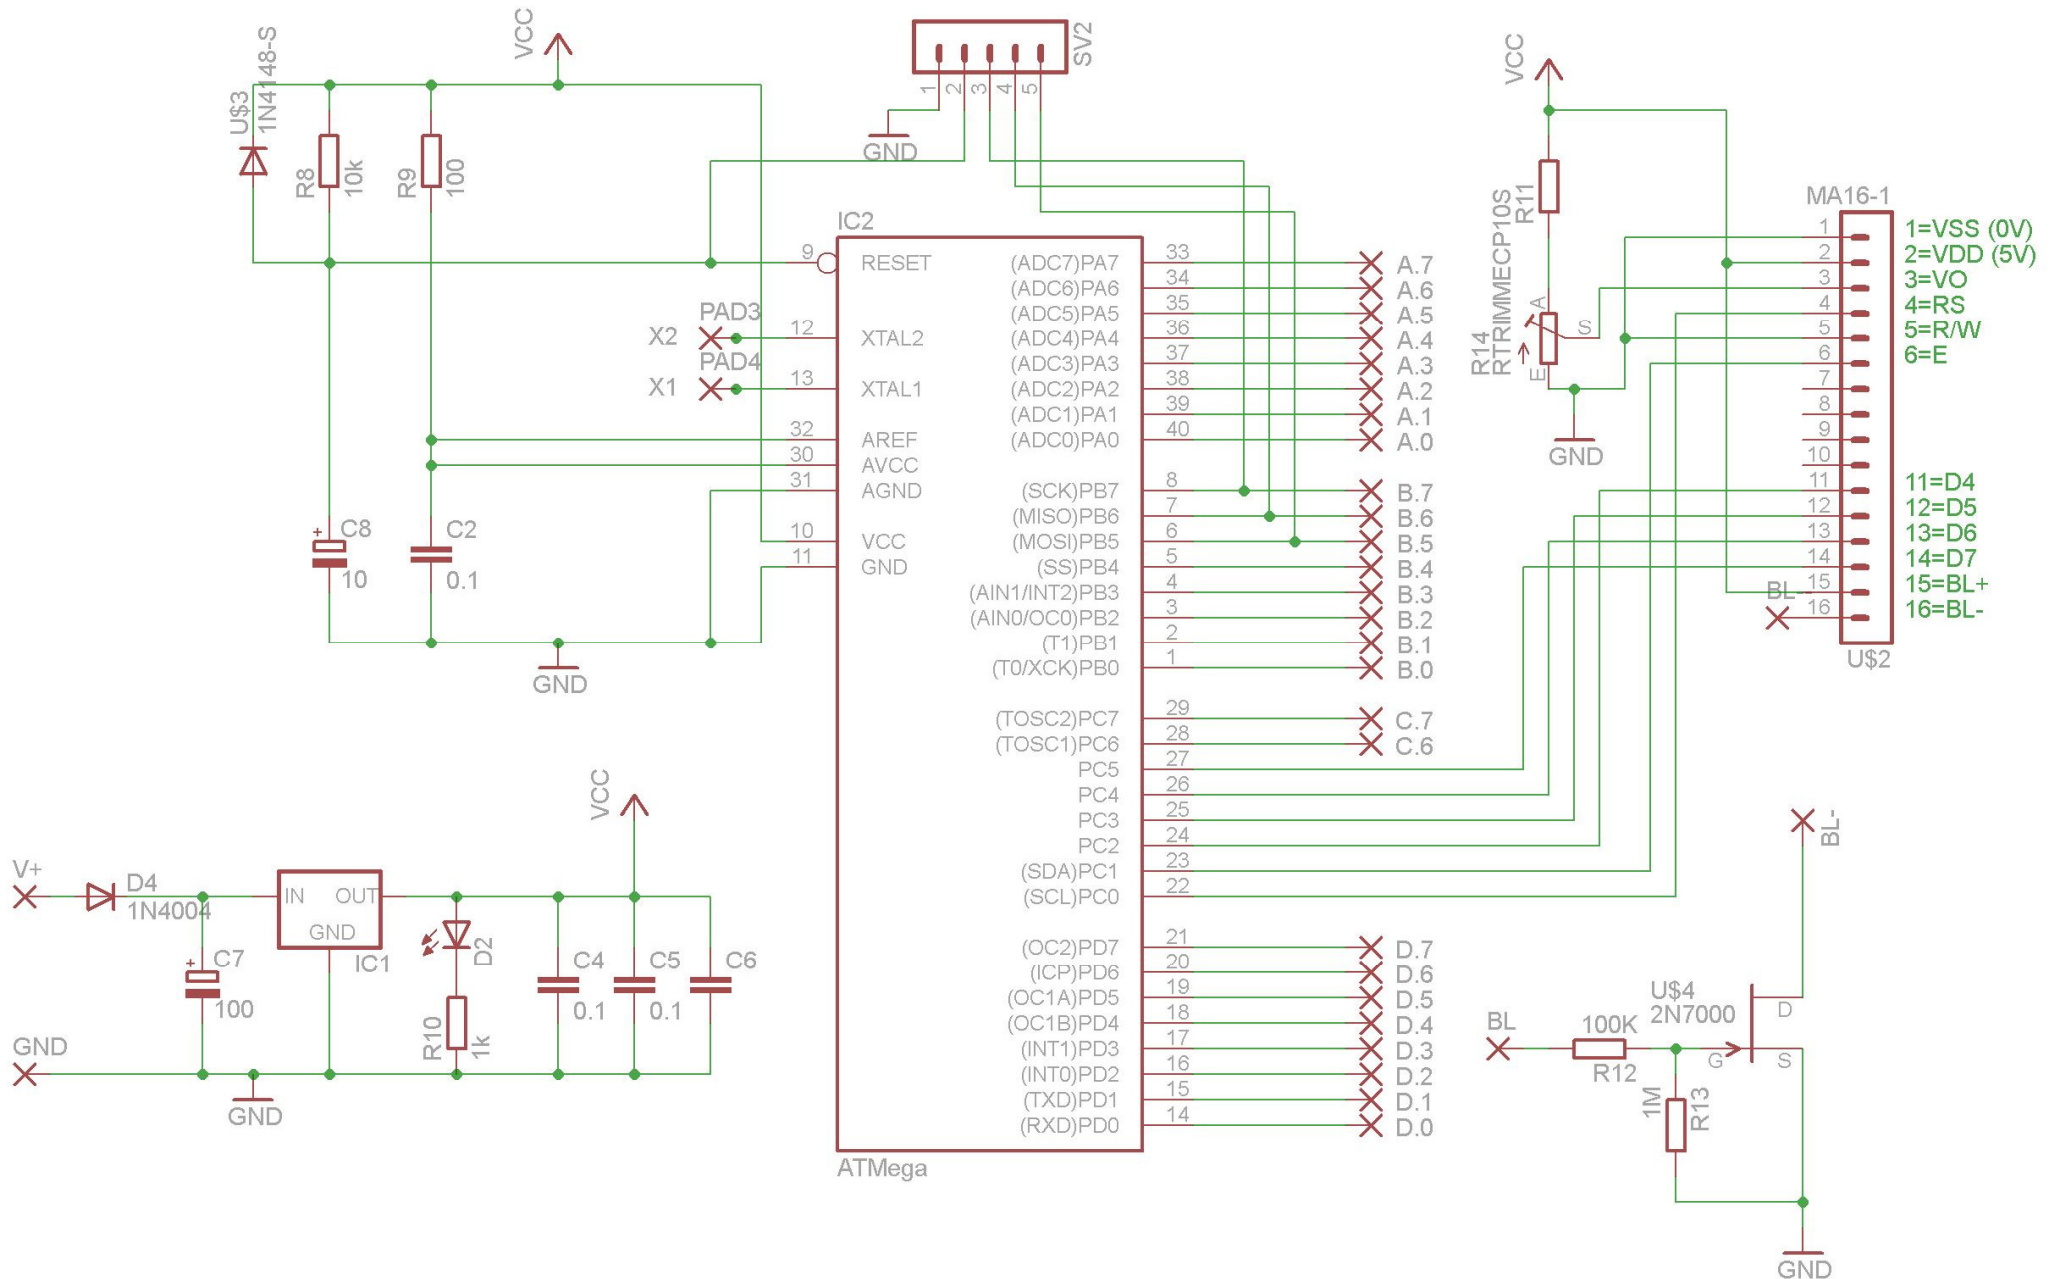 VCC
U$3
1N4148-S
R8
10k
R9
100
C8
+
10
C2
0.1
GND
SV2
1
2
3
4
5
GND
IC2
9
RESET
PAD3
X2
12
XTAL2
PAD4
X1
13
XTAL1
32
AREF
30
AVCC
31
AGND
10
VCC
11
GND
(ADC7)PA7 33 A.7
(ADC6)PA6 34 A.6
(ADC5)PA5 35 A.5
(ADC4)PA4 36 A.4
(ADC3)PA3 37 A.3
(ADC2)PA2 38 A.2
(ADC1)PA1 39 A.1
(ADC0)PA0 40 A.0
(SCK)PB7 8 B.7
(MISO)PB6 7 B.6
(MOSI)PB5 6 B.5
(SS)PB4 5 B.4
(AIN1/INT2)PB3 4 B.3
(AIN0/OC0)PB2 3 B.2
(T1)PB1 2 B.1
(T0/XCK)PB0 1 B.0
(TOSC2)PC7 29 C.7
(TOSC1)PC6 28 C.6
PC5 27
PC4 26
PC3 25
PC2 24
(SDA)PC1 23
(SCL)PC0 22
(OC2)PD7 21 D.7
(ICP)PD6 20 D.6
(OC1A)PD5 19 D.5
(OC1B)PD4 18 D.4
(INT1)PD3 17 D.3
(INT0)PD2 16 D.2
(TXD)PD1 15 D.1
(RXD)PD0 14 D.0
ATMega
VCC
R11
R14
RTRIMMECP10S
A
S
E
GND
MA16-1
1 1=VSS (0V)
2 2=VDD (5V)
3 3=VO
4 4=RS
5 5=R/W
6 6=E
7
8
9
10
11 11=D4
12 12=D5
13 13=D6
14 14=D7
15 15=BL+
BL-
16 16=BL-
U$2
V+
D4
1N4004
IN
OUT
GND
IC1
+
C7
100
GND
GND
VCC
D2
R10
1k
C4
0.1
C5
0.1
C6
BL-
U$4
2N7000
D
G
S
BL
100K
R12
1M
R13
GND